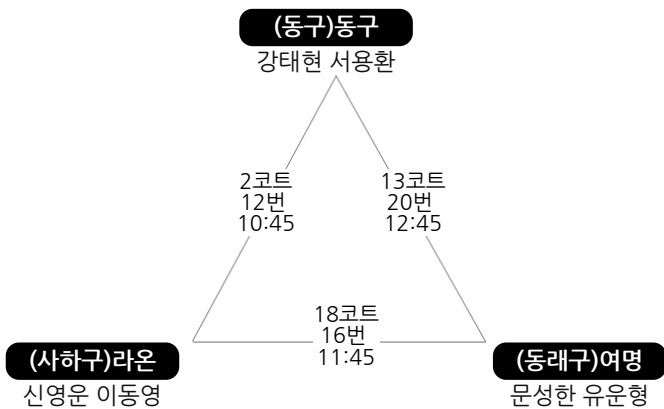 (동구)동구
강태현 서용환
2코트
12번
10:45
13코트
20번
12:45
18코트
16번
11:45
(사하구)라온
신영운 이동영
(동래구)여명
문성한 유운형